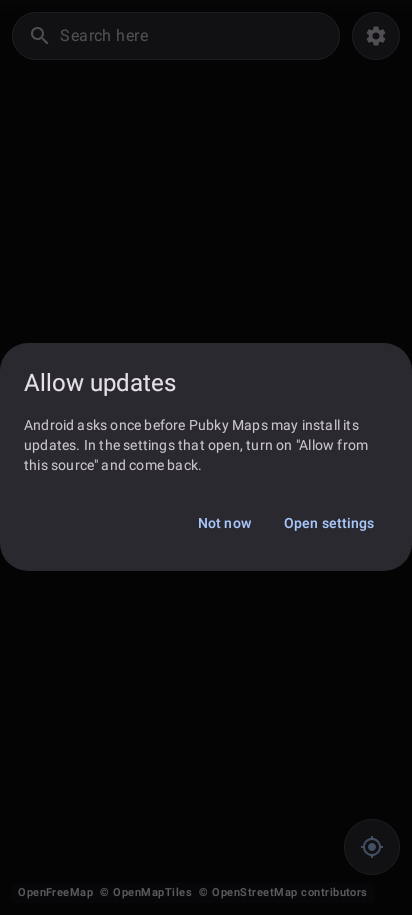 Search here
Allow updates
Android asks once before Pubky Maps may install its
updates. In the settings that open, turn on "Allow from
this source" and come back.
Not now
Open settings
OpenFreeMap © OpenMapTiles © OpenStreetMap contributors